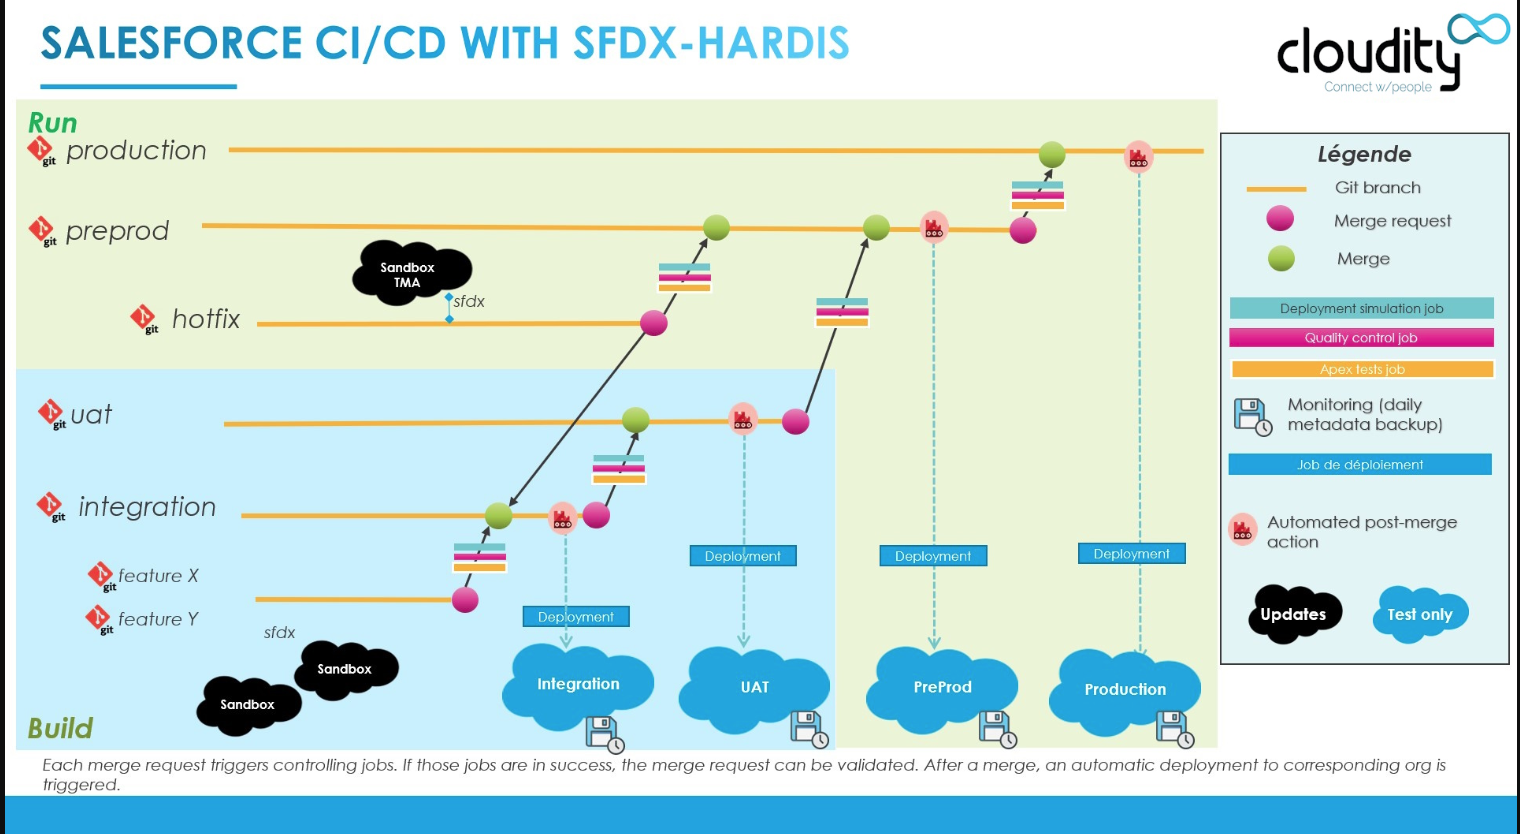 SALESFORCE CI/CD WITH SFDX-HARDIS
cloudity
Connect w/people
Run
git production
git preprod
Sandbox
TMA
sfdx
git hotfix
git uat
git integration
git feature X
git feature Y
sfdx
Sandbox
Sandbox
Build
Deployment
Deployment
Deployment
Deployment
Integration
UAT
PreProd
Production
Légende
Git branch
Merge request
Merge
Deployment simulation job
Quality control job
Apex tests job
Monitoring (daily
metadata backup)
Job de déploiement
Automated post-merge
action
Updates
Test only
Each merge request triggers controlling jobs. If those jobs are in success, the merge request can be validated. After a merge, an automatic deployment to corresponding org is
triggered.